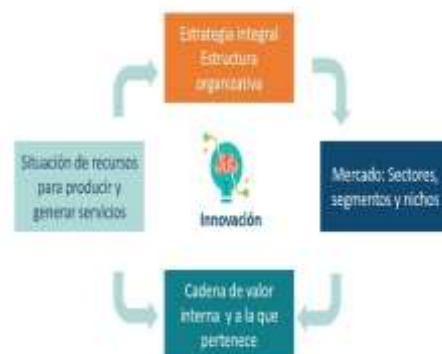 Estrategia integral
Estructura
organizativa
Situación de recursos
para producir y
generar servicios
Innovación
Mercado: Sectores,
segmentos y nichos
Cadena de valor
interna y a la que
pertenece